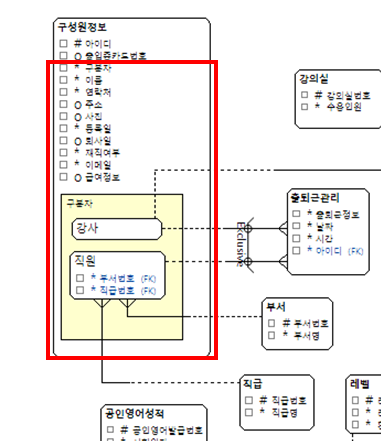 구성원정보
# 아이디
O 출입증카드번호
* 구분자
* 이름
* 연락처
O 주소
O 사진
* 등록일
O 퇴사일
* 재직여부
* 이메일
O 급여정보
구분자
강사
직원
* 부서번호 (FK)
* 직급번호 (FK)
강의실
# 강의실번호
* 수용인원
Exclusive
출퇴근관리
* 출퇴근정보
* 날짜
* 시간
* 아이디 (FK)
부서
# 부서번호
* 부서명
직급
# 직급번호
* 직급명
레벨
#
*
*
공인영어성적
# 공인영어발급번호